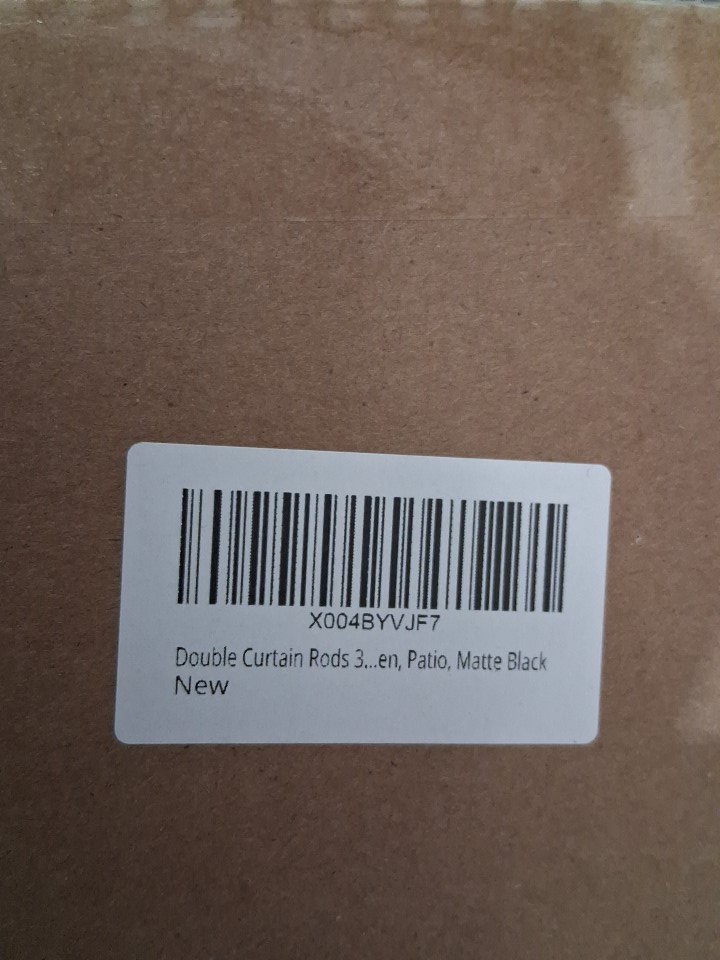 X004BYVJF7
Double Curtain Rods 3...en, Patio, Matte Black
New